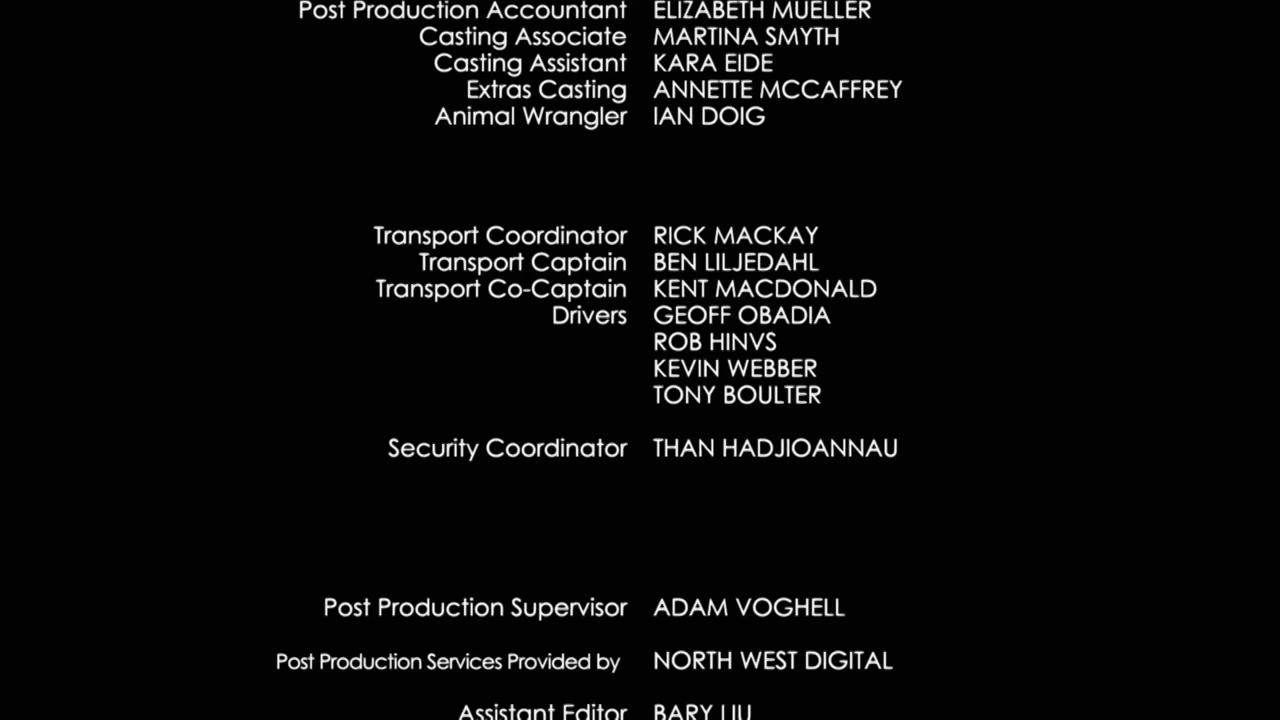 Post Production Accountant ELIZABETH MUELLER
Casting Associate MARTINA SMYTH
Casting Assistant KARA EIDE
Extras Casting ANNETTE MCCAFFREY
Animal Wrangler IAN DOIG
Transport Coordinator RICK MACKAY
Transport Captain BEN LILJEDAHL
Transport Co-Captain KENT MACDONALD
Drivers GEOFF OBADIA
ROB HINVS
KEVIN WEBBER
TONY BOULTER
Security Coordinator THAN HADJIOANNAU
Post Production Supervisor ADAM VOGHELL
Post Production Services Provided by NORTH WEST DIGITAL
Assistant Editor BARY LIU